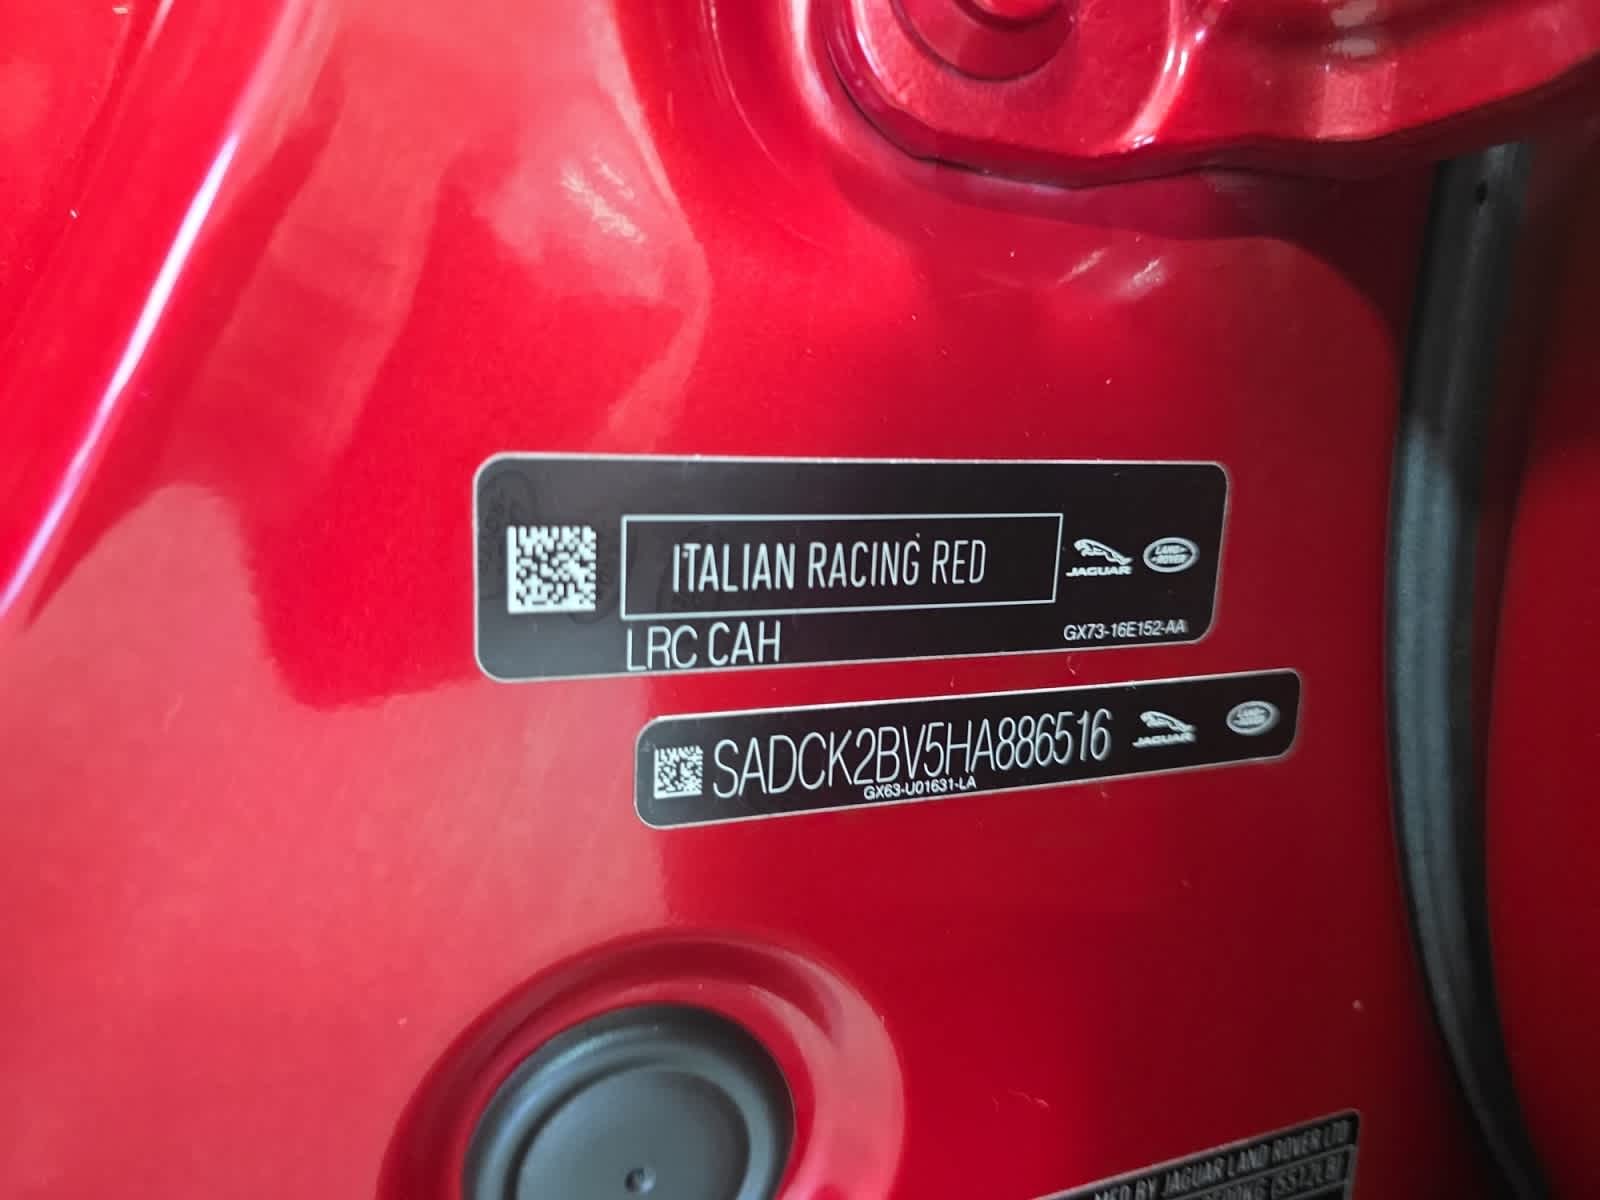 ITALIAN RACING RED
JAGUAR
LAND-
-ROVER
LRC CAH
GX73-16E152-AA
SADCK2BV5HA886516
JAGUAR
LAND-
-ROVER
GX63-U01631-LA
MFD BY JAGUAR LAND ROVER LTD
(5512LB)